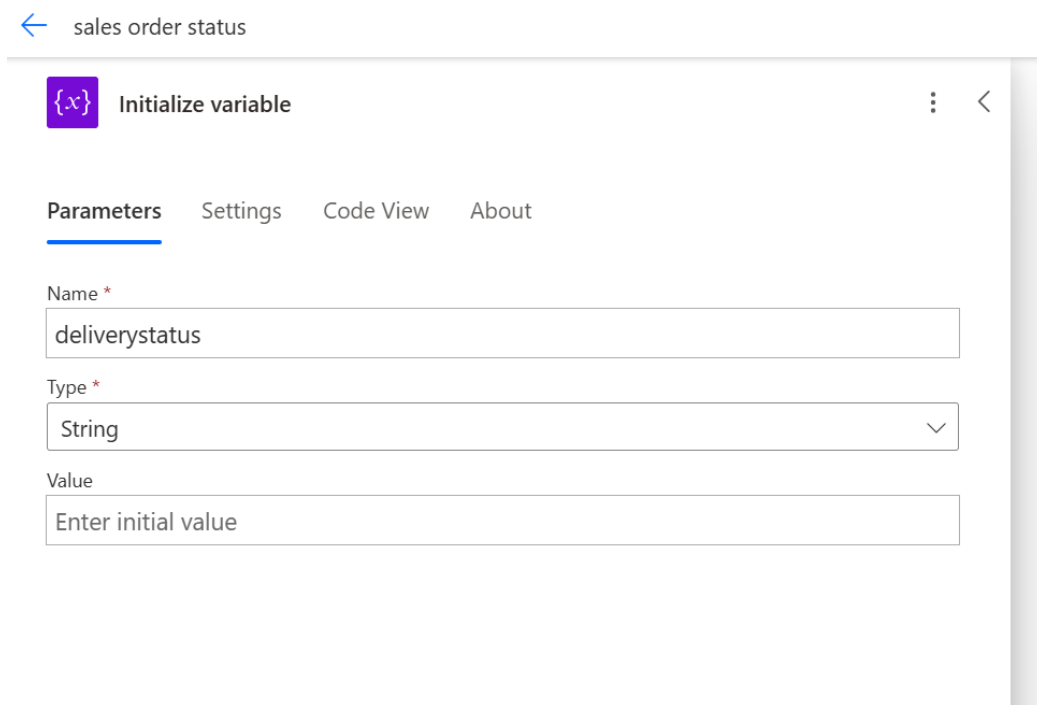 sales order status
{x} Initialize variable
Parameters Settings Code View About
Name *
deliverystatus
Type *
String
Value
Enter initial value